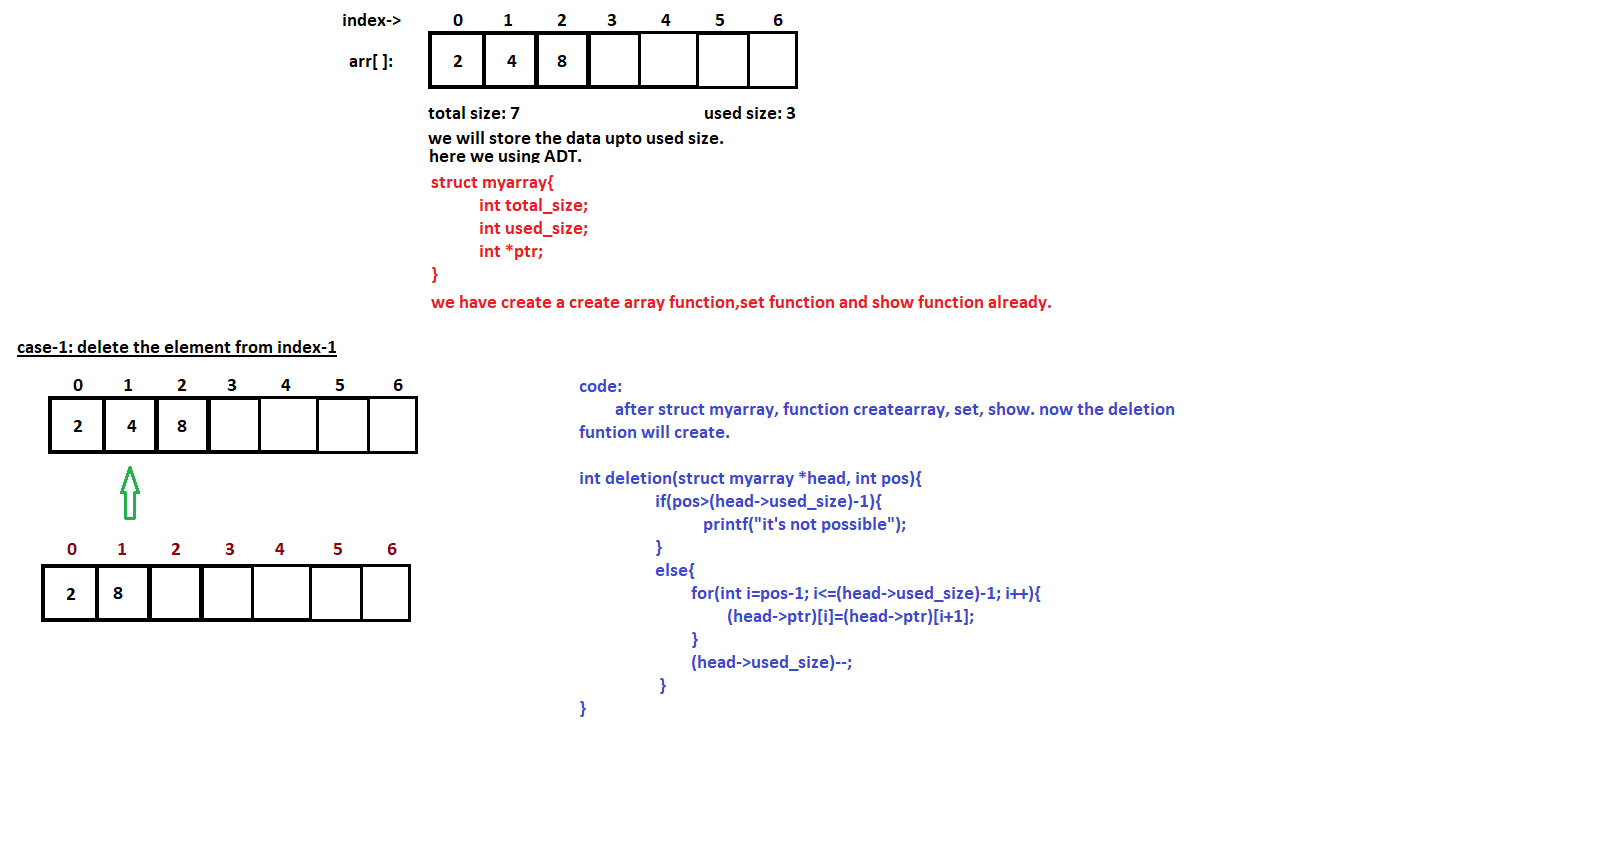 index-> 0 1 2 3 4 5 6
arr[ ]: 2 4 8
total size: 7 used size: 3
we will store the data upto used size.
here we using ADT.
struct myarray{
int total_size;
int used_size;
int *ptr;
}
we have create a create array function,set function and show function already.
case-1: delete the element from index-1
0 1 2 3 4 5 6
2 4 8
0 1 2 3 4 5 6
2 8
code:
after struct myarray, function createarray, set, show. now the deletion
funtion will create.
int deletion(struct myarray *head, int pos){
if(pos>(head->used_size)-1){
printf("it's not possible");
}
else{
for(int i=pos-1; i<=(head->used_size)-1; i++){
(head->ptr)[i]=(head->ptr)[i+1];
}
(head->used_size)--;
}
}